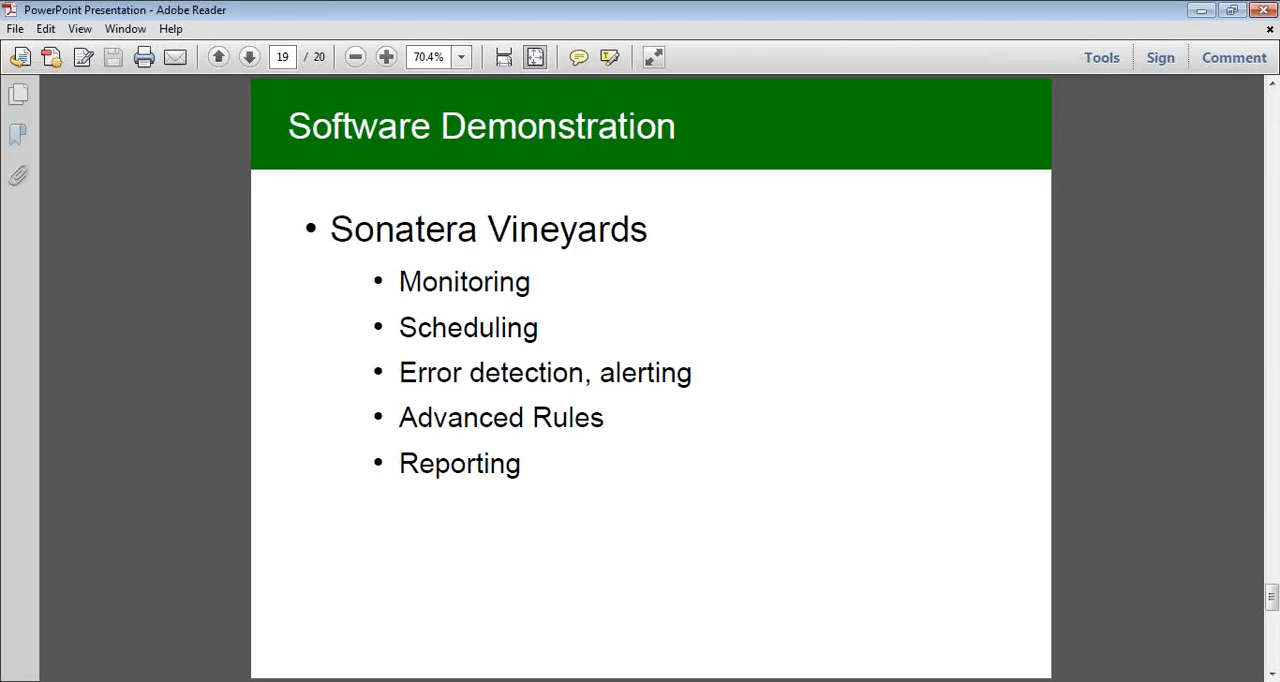 PowerPoint Presentation - Adobe Reader
File Edit View Window Help
19 / 20 70.4% Tools Sign Comment
Software Demonstration
• Sonatera Vineyards
• Monitoring
• Scheduling
• Error detection, alerting
• Advanced Rules
• Reporting